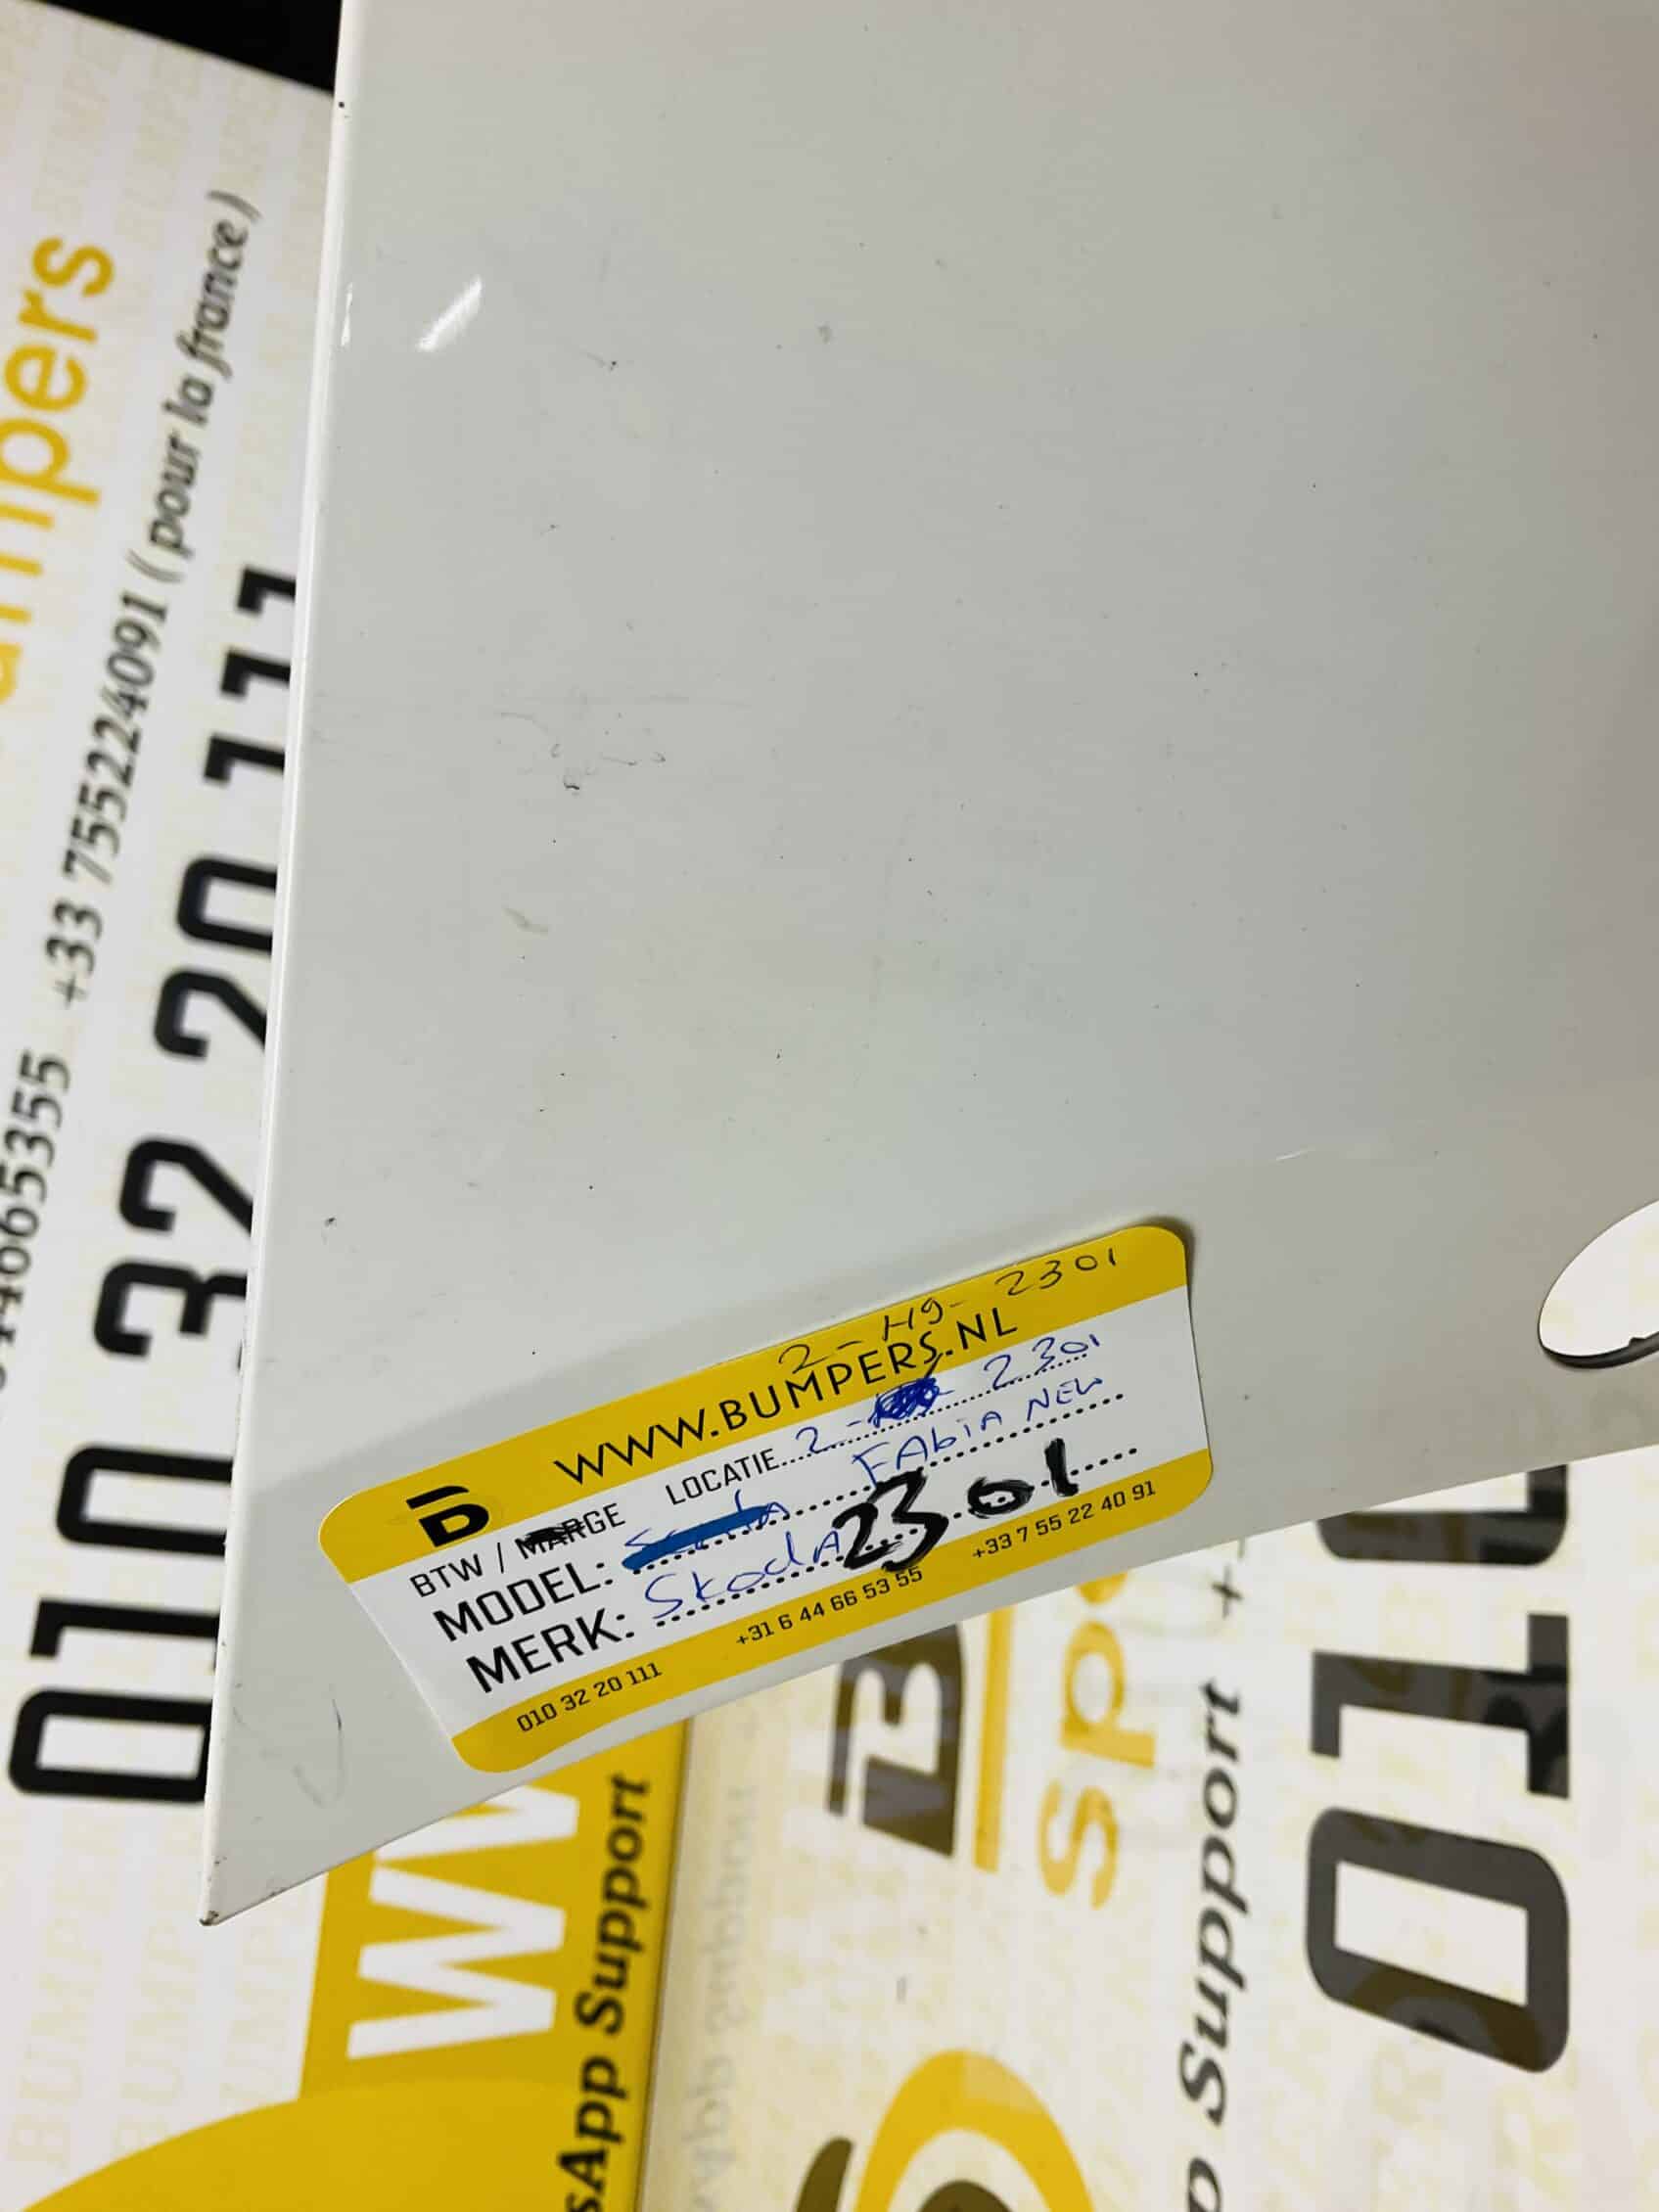 2-H9-2301
WWW.BUMPERS.NL
BTW / MARGE LOCATIE 2- 2301
MODEL: FAbiA NEW
MERK: SkodA 2301
010 32 20 111 +31 6 44 66 53 55 +33 7 55 22 40 91
+33 755224091 ((pour la france)
010 32 20 111
Support
Support
010